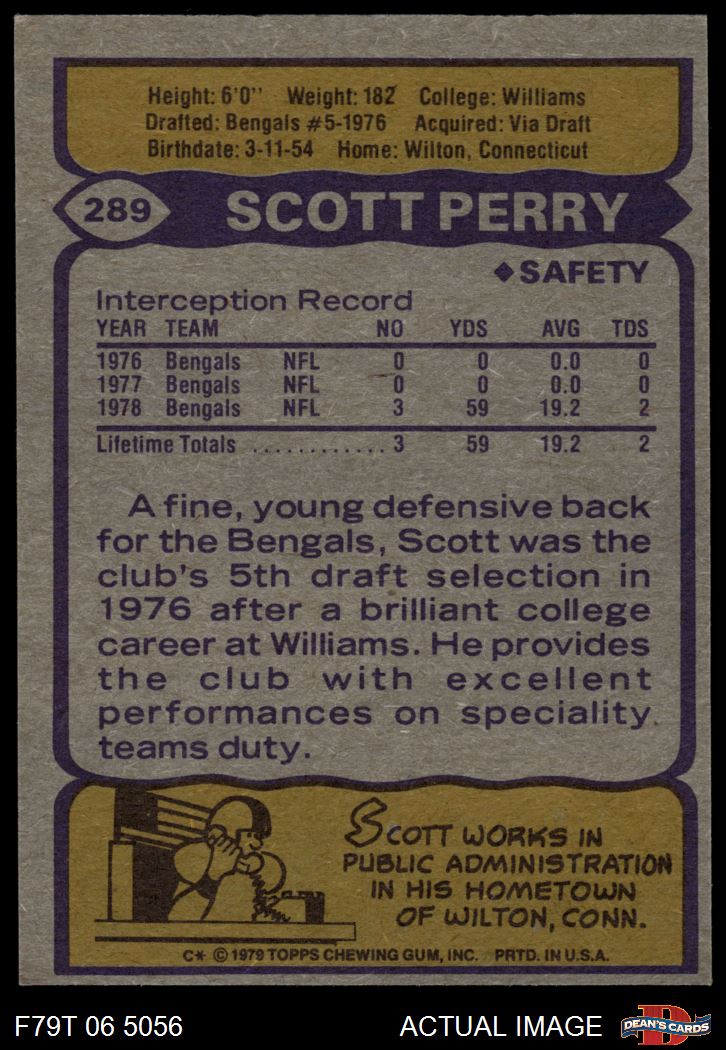 Height: 6'0'' Weight: 182 College: Williams
Drafted: Bengals #5-1976 Acquired: Via Draft
Birthdate: 3-11-54 Home: Wilton, Connecticut
289 SCOTT PERRY
◆SAFETY
Interception Record
YEAR TEAM NO YDS AVG TDS
1976 Bengals NFL 0 0 0.0 0
1977 Bengals NFL 0 0 0.0 0
1978 Bengals NFL 3 59 19.2 2
Lifetime Totals ............ 3 59 19.2 2
A fine, young defensive back
for the Bengals, Scott was the
club's 5th draft selection in
1976 after a brilliant college
career at Williams. He provides
the club with excellent
performances on speciality
teams duty.
SCOTT WORKS IN
PUBLIC ADMINISTRATION
IN HIS HOMETOWN
OF WILTON, CONN.
C* © 1979 TOPPS CHEWING GUM, INC. PRTD. IN U.S.A.
F79T 06 5056 ACTUAL IMAGE D DEAN'S CARDS